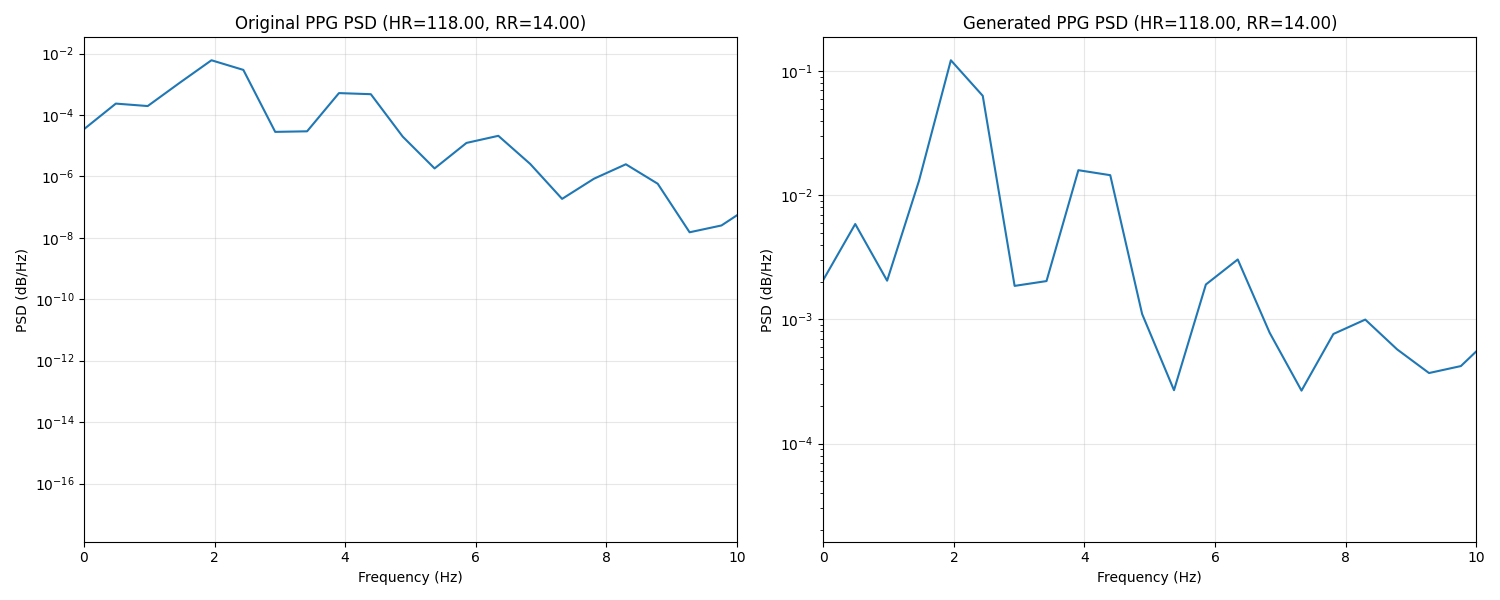 Original PPG PSD (HR=118.00, RR=14.00)
PSD (dB/Hz)
10⁻²
10⁻⁴
10⁻⁶
10⁻⁸
10⁻¹⁰
10⁻¹²
10⁻¹⁴
10⁻¹⁶
0 2 4 6 8 10
Frequency (Hz)
Generated PPG PSD (HR=118.00, RR=14.00)
PSD (dB/Hz)
10⁻¹
10⁻²
10⁻³
10⁻⁴
0 2 4 6 8 10
Frequency (Hz)